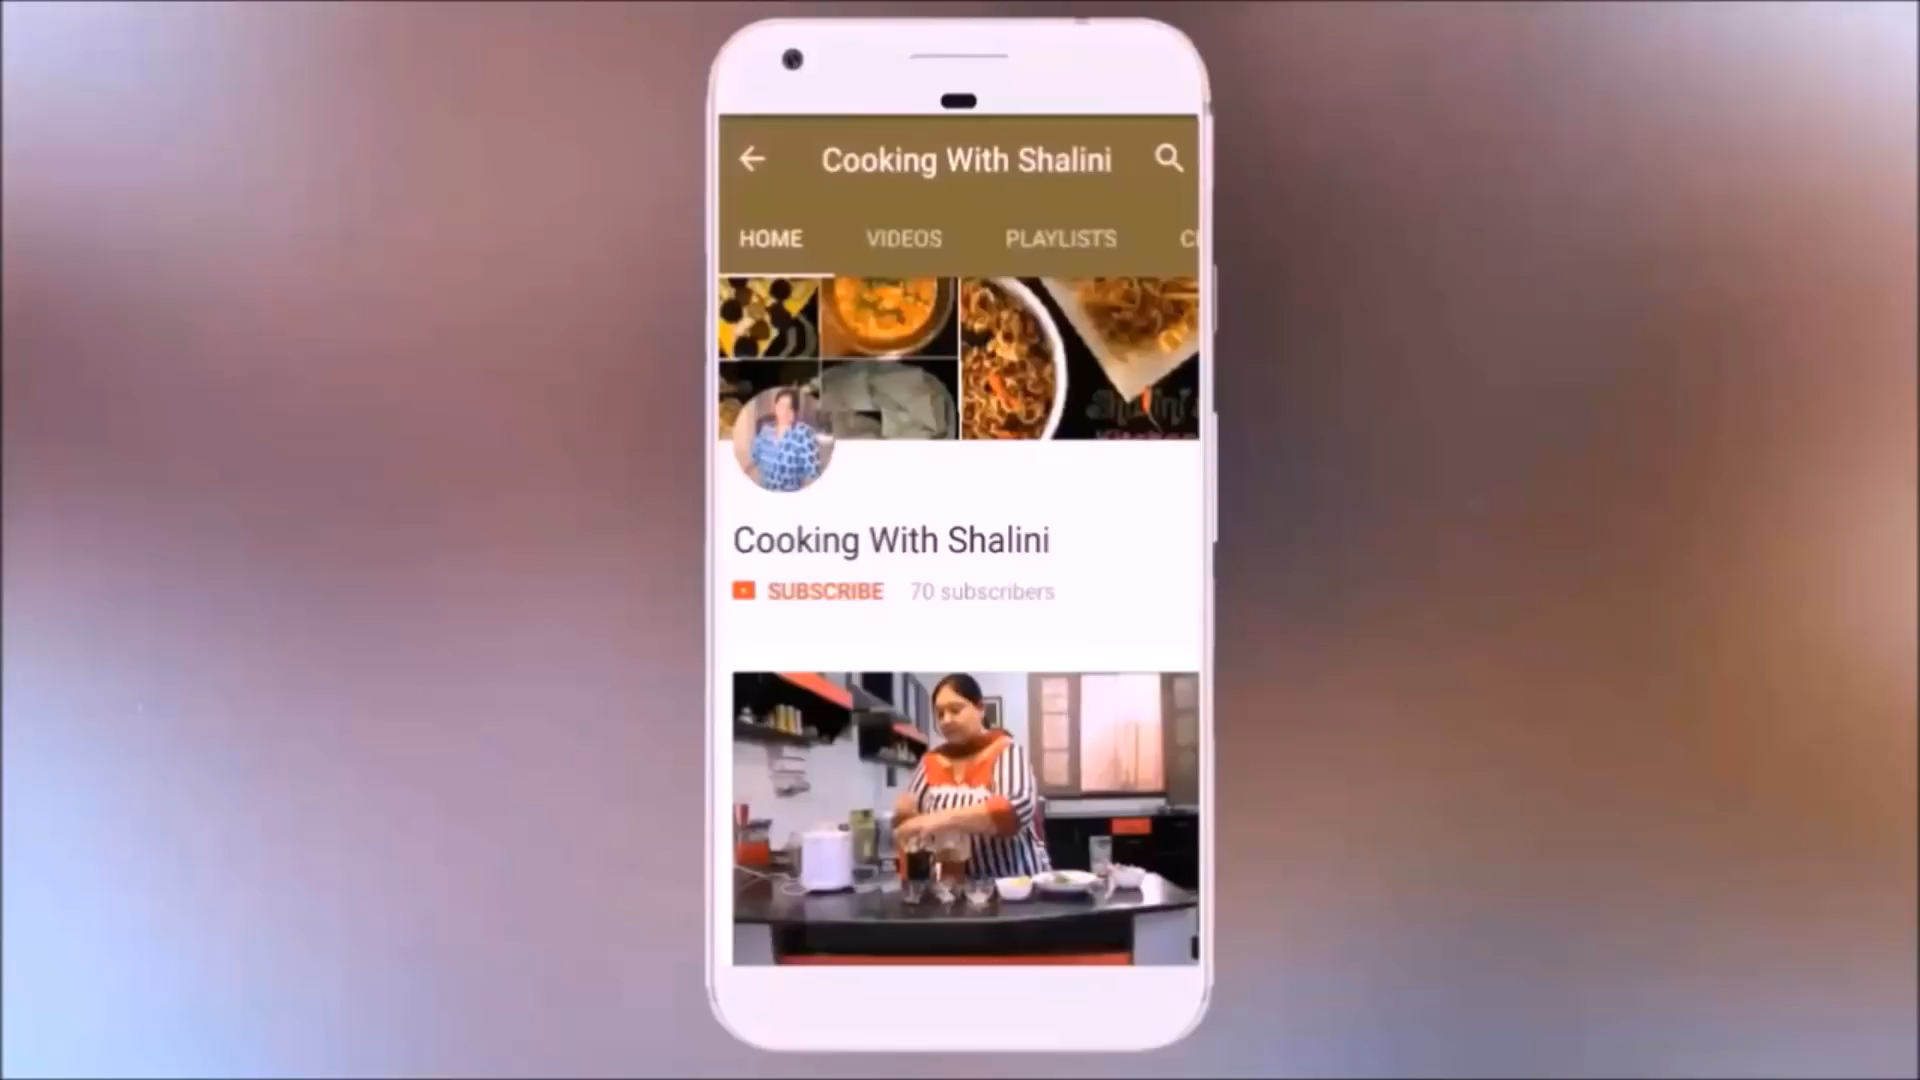 Cooking With Shalini
HOME VIDEOS PLAYLISTS
Cooking With Shalini
SUBSCRIBE 70 subscribers